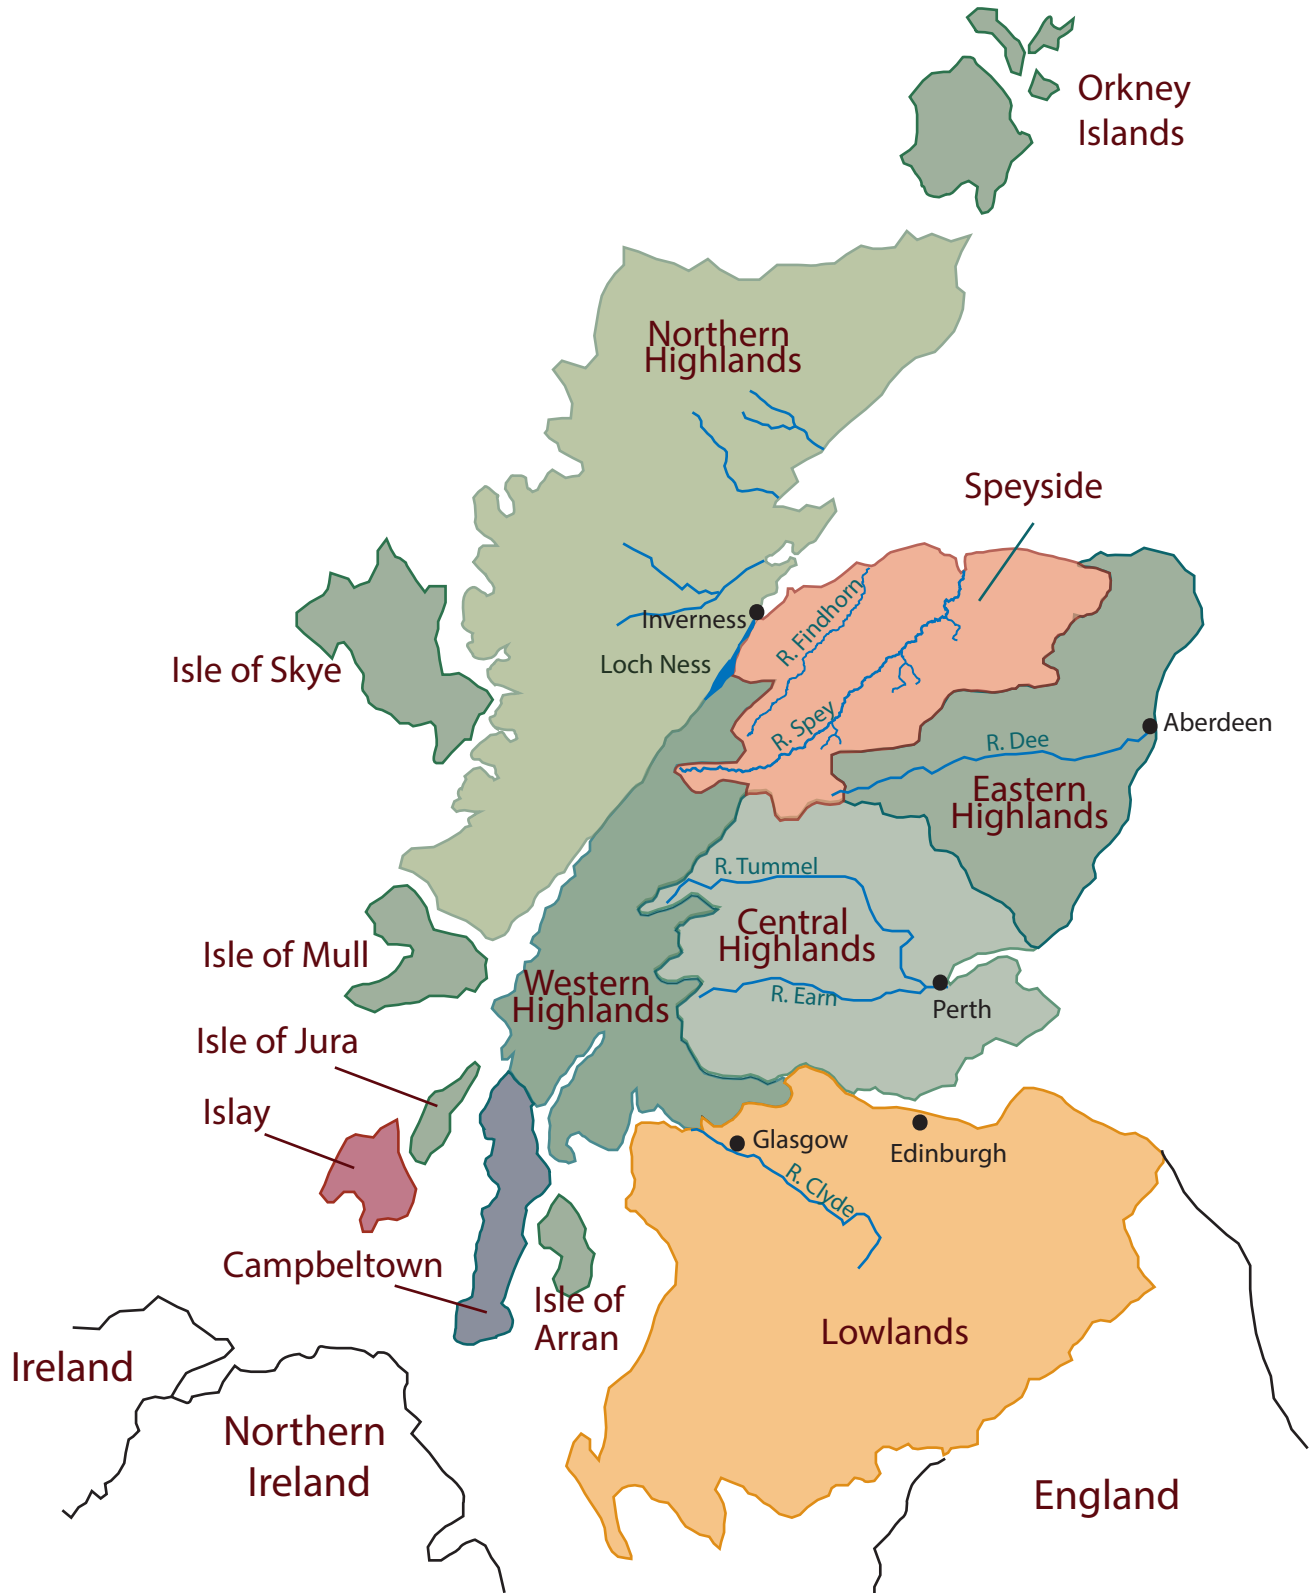 Orkney
Islands
Northern
Highlands
Speyside
R. Findhorn
Inverness
Loch Ness
Isle of Skye
R. Spey
Aberdeen
R. Dee
Eastern
Highlands
R. Tummel
Central
Highlands
Isle of Mull
Western
Highlands
R. Earn
Perth
Isle of Jura
Islay
Glasgow
Edinburgh
R. Clyde
Campbeltown
Isle of
Arran
Lowlands
Ireland
Northern
Ireland
England